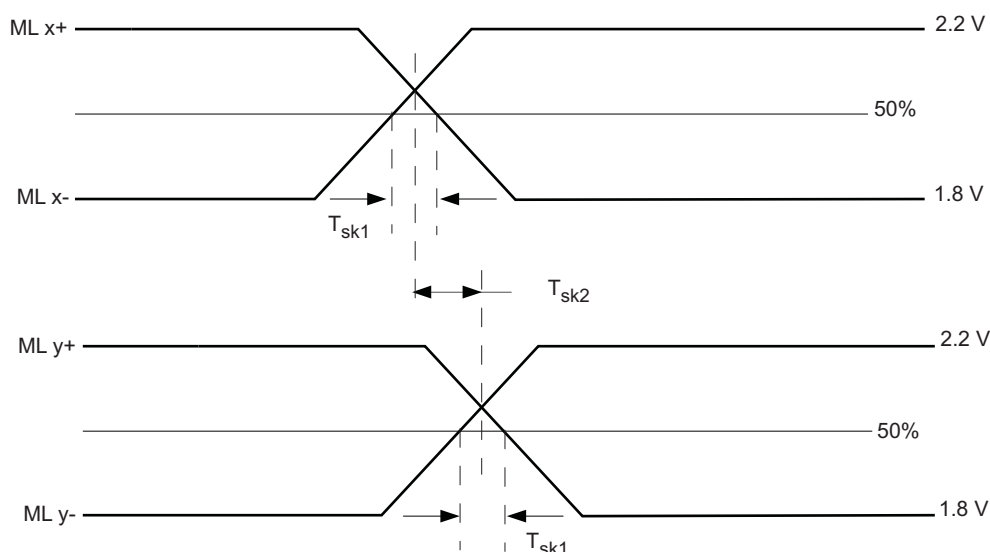 ML x+
2.2 V
50%
ML x-
1.8 V
Tsk1
Tsk2
ML y+
2.2 V
50%
ML y-
1.8 V
Tsk1